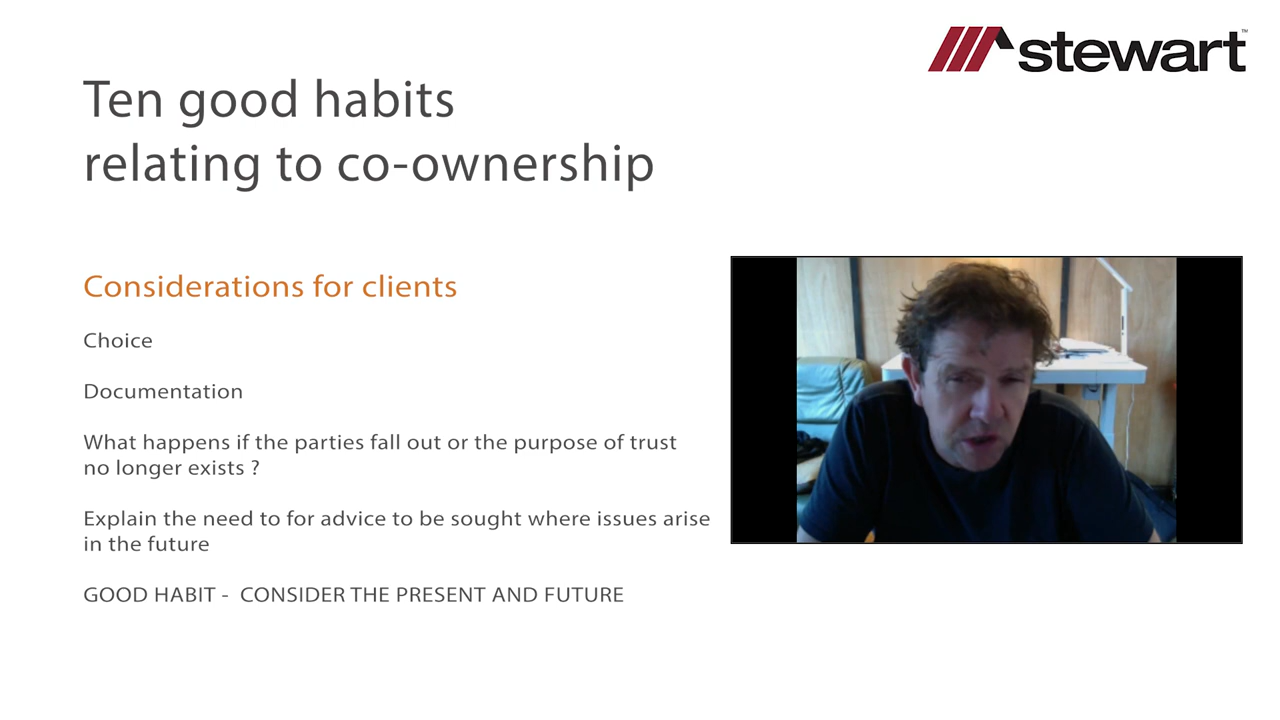 stewart™
Ten good habits
relating to co-ownership
Considerations for clients
Choice
Documentation
What happens if the parties fall out or the purpose of trust
no longer exists ?
Explain the need to for advice to be sought where issues arise
in the future
GOOD HABIT - CONSIDER THE PRESENT AND FUTURE